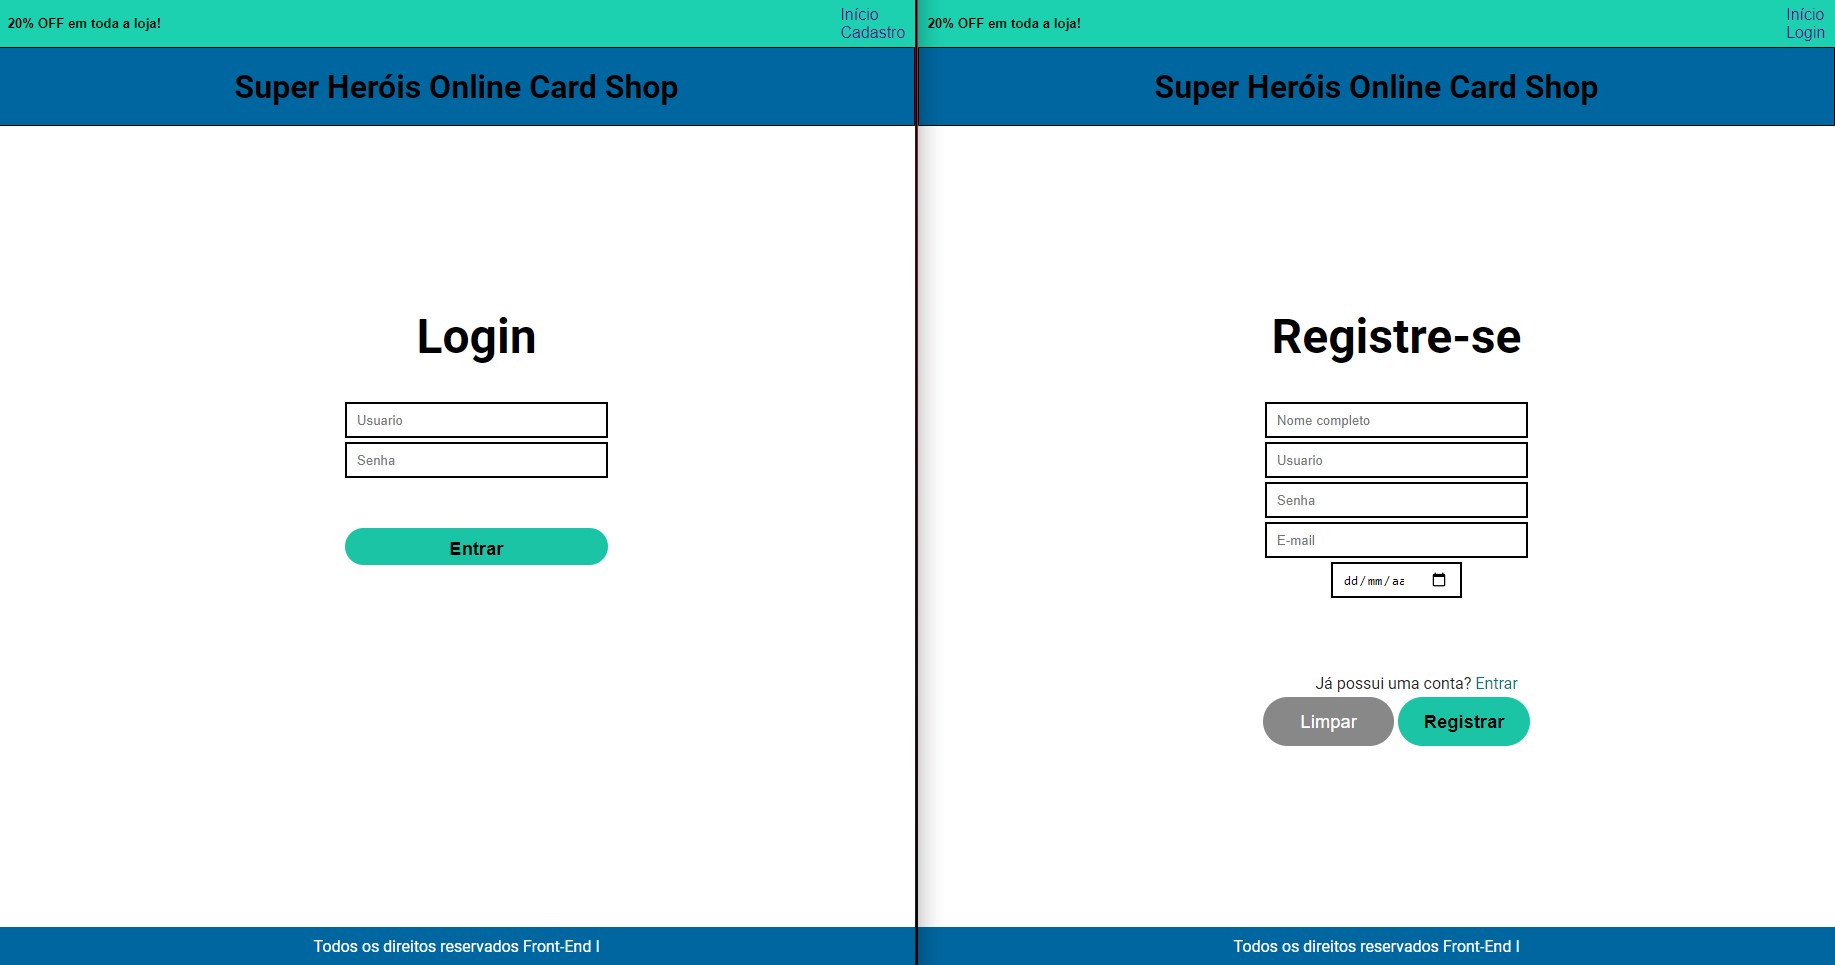 20% OFF em toda a loja!
Início
Cadastro
Super Heróis Online Card Shop
Login
Usuario
Senha
Entrar
Todos os direitos reservados Front-End I
20% OFF em toda a loja!
Início
Login
Super Heróis Online Card Shop
Registre-se
Nome completo
Usuario
Senha
E-mail
dd/mm/aa
Já possui uma conta? Entrar
Limpar
Registrar
Todos os direitos reservados Front-End I